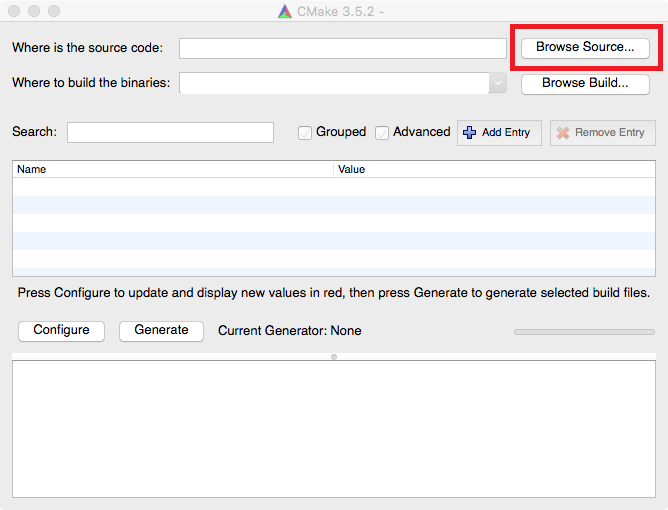 CMake 3.5.2 -
Where is the source code: Browse Source...
Where to build the binaries: Browse Build...
Search: Grouped Advanced Add Entry Remove Entry
Name Value
Press Configure to update and display new values in red, then press Generate to generate selected build files.
Configure Generate Current Generator: None